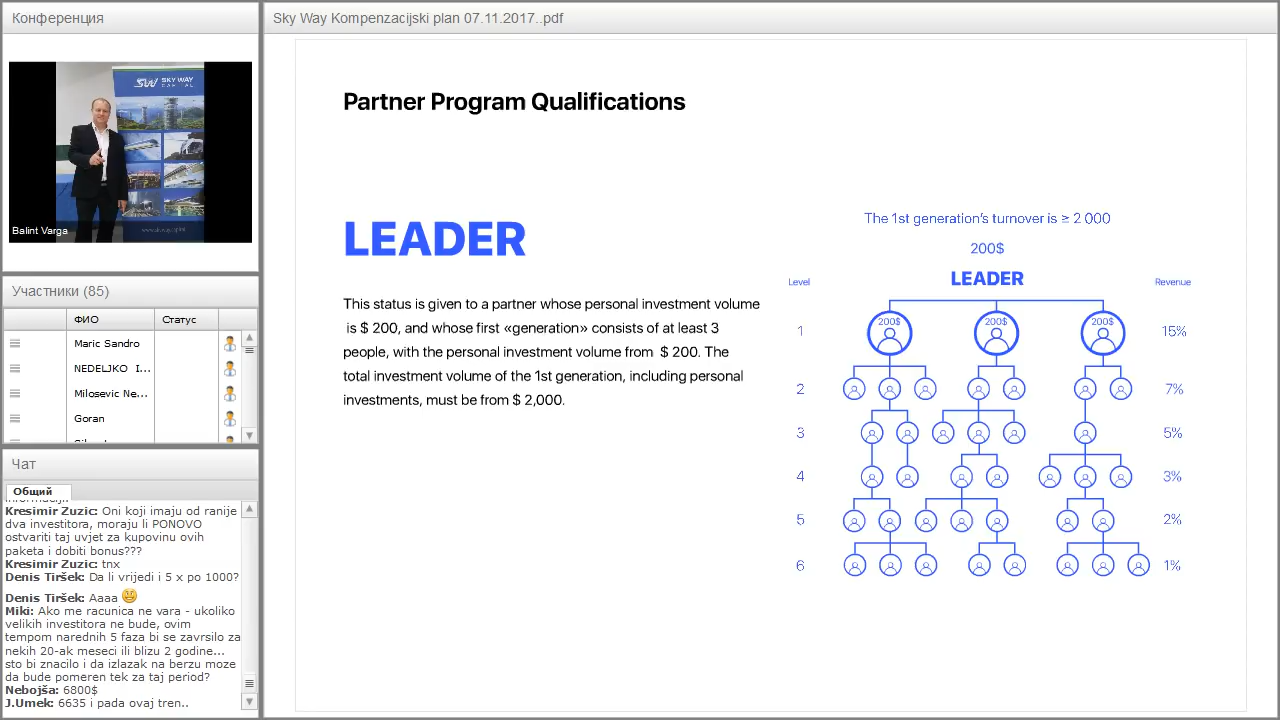 Конференция
SKY WAY
CAPITAL
Balint Varga
Участники (85)
ФИО
Статус
Maric Sandro
NEDELJKO I...
Milosevic Ne...
Goran
Чат
Общий
Kresimir Zuzic: Oni koji imaju od ranije
dva investitora, moraju li PONOVO
ostvariti taj uvjet za kupovinu ovih
paketa i dobiti bonus???
Kresimir Zuzic: tnx
Denis Tiršek: Da li vrijedi i 5 x po 1000?
Denis Tiršek: Aaaa
Miki: Ako me racunica ne vara - ukoliko
velikih investitora ne bude, ovim
tempom narednih 5 faza bi se zavrsilo za
nekih 20-ak meseci ili blizu 2 godine...
sto bi znacilo i da izlazak na berzu moze
da bude pomeren tek za taj period?
Nebojša: 6800$
J.Umek: 6635 i pada ovaj tren..
Sky Way Kompenzacijski plan 07.11.2017..pdf
Partner Program Qualifications
LEADER
This status is given to a partner whose personal investment volume
is $ 200, and whose first «generation» consists of at least 3
people, with the personal investment volume from $ 200. The
total investment volume of the 1st generation, including personal
investments, must be from $ 2,000.
The 1st generation's turnover is ≥ 2 000
200$
Level
LEADER
Revenue
1
200$
200$
200$
15%
2
7%
3
5%
4
3%
5
2%
6
1%